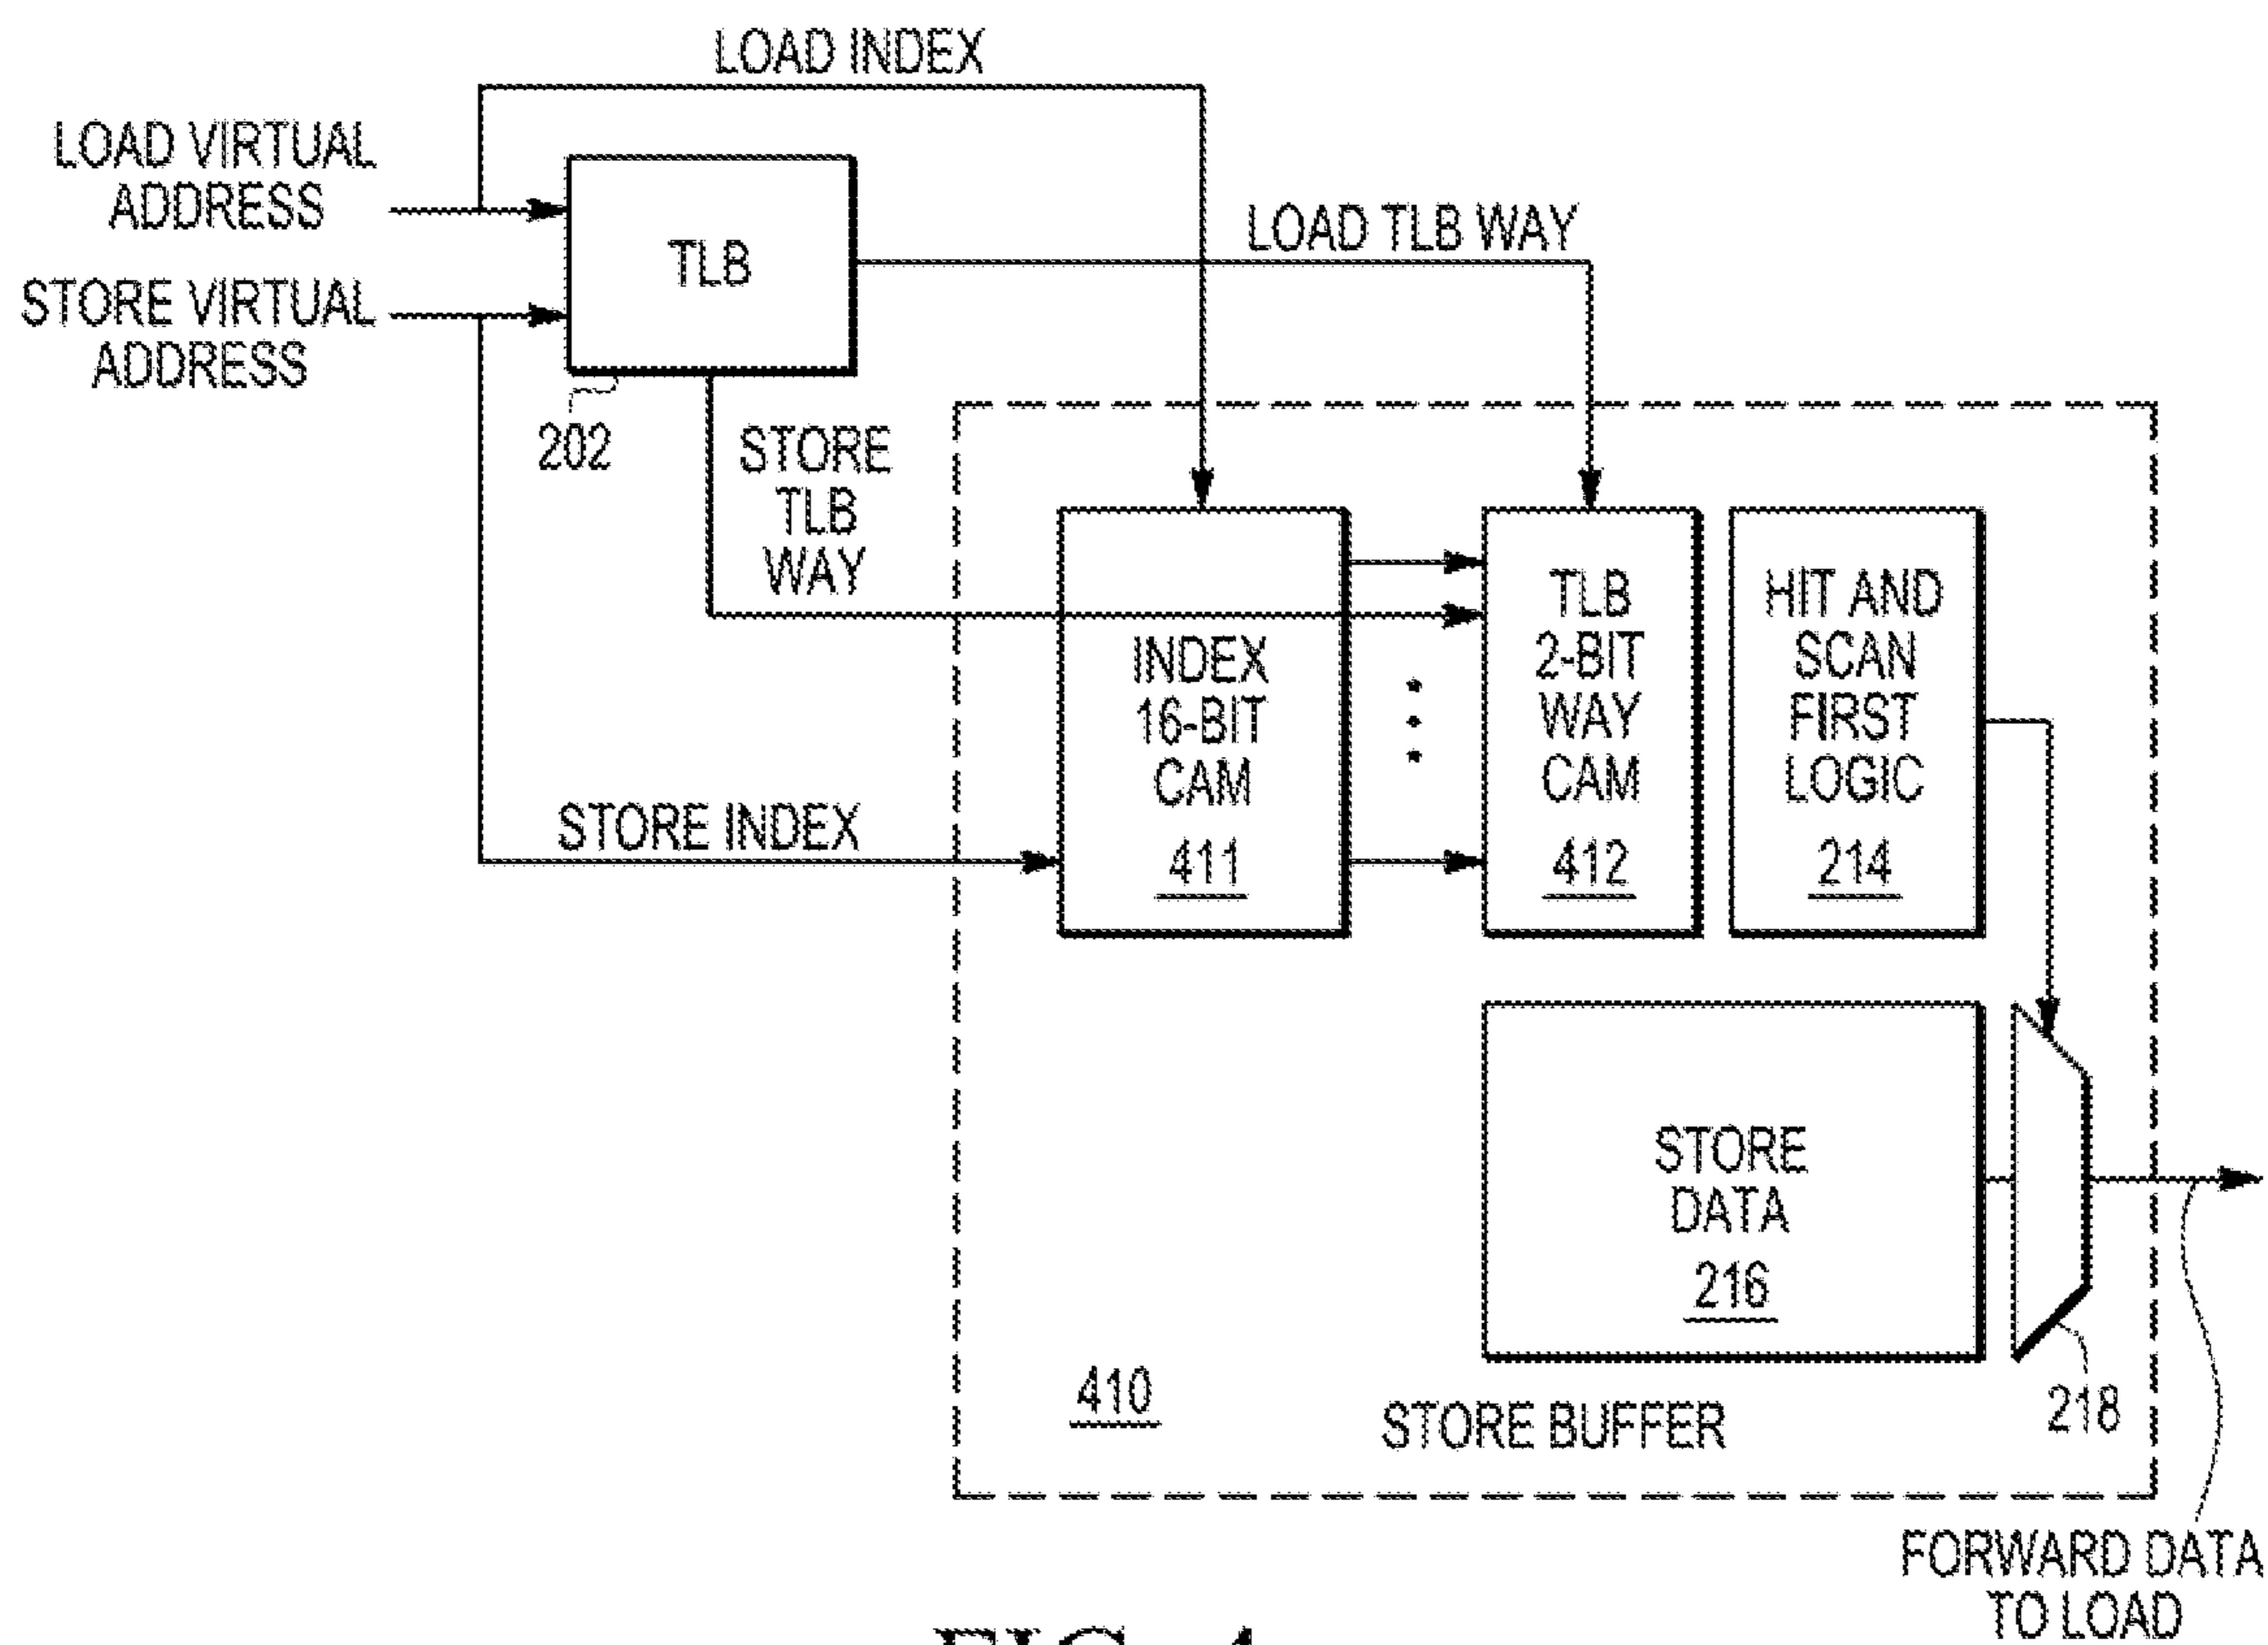 LOAD INDEX
LOAD VIRTUAL
ADDRESS
STORE VIRTUAL
ADDRESS
TLB
202
LOAD TLB WAY
STORE
TLB
WAY
STORE INDEX
INDEX
16-BIT
CAM
411
TLB
2-BIT
WAY
CAM
412
HIT AND
SCAN
FIRST
LOGIC
214
STORE
DATA
216
218
410
STORE BUFFER
FORWARD DATA
TO LOAD